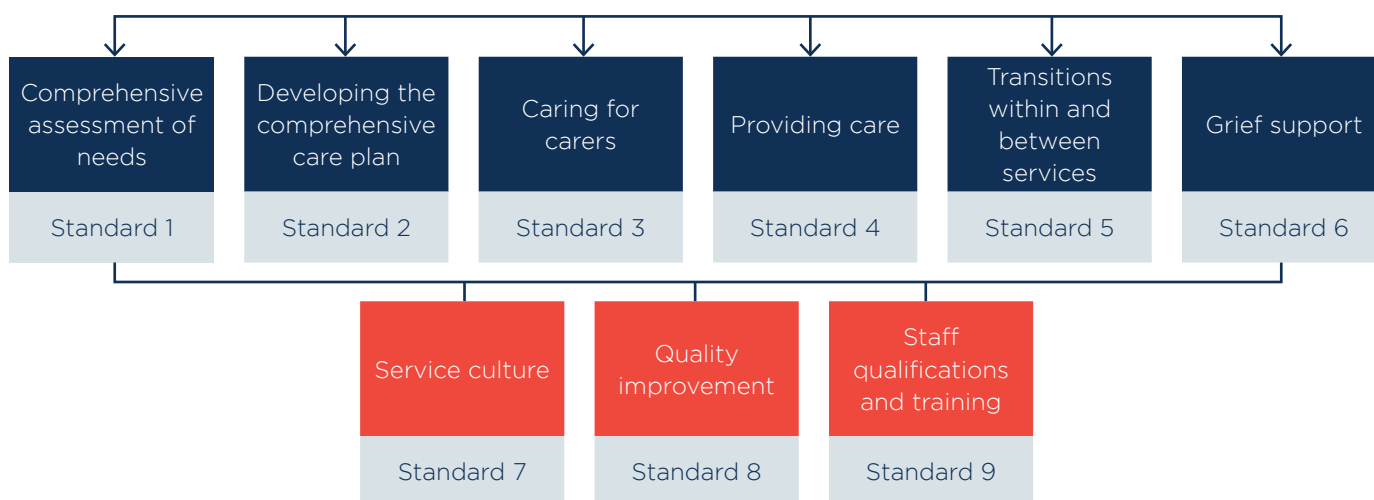 Comprehensive
assessment of
needs
Standard 1
Developing the
comprehensive
care plan
Standard 2
Caring for
carers
Standard 3
Providing care
Standard 4
Transitions
within and
between
services
Standard 5
Grief support
Standard 6
Service culture
Standard 7
Quality
improvement
Standard 8
Staff
qualifications
and training
Standard 9